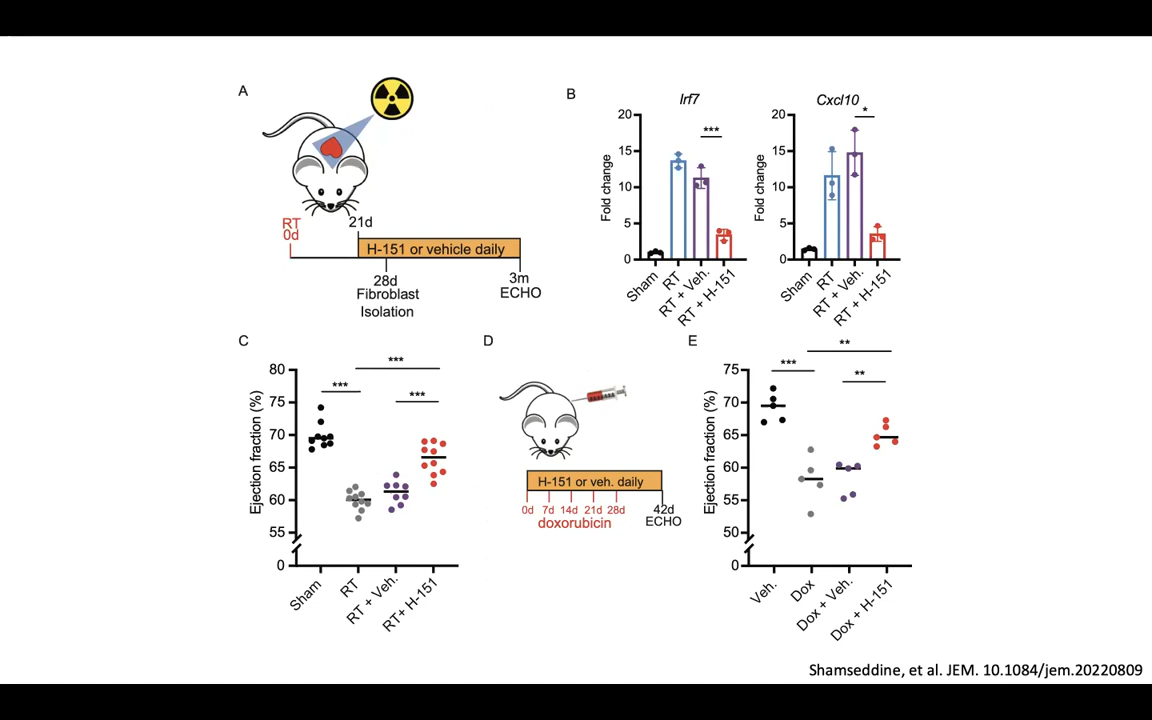 A
RT
0d
21d
H-151 or vehicle daily
28d
Fibroblast
Isolation
3m
ECHO
B
Irf7
***
Fold change
20
15
10
5
0
Sham
RT
RT + Veh.
RT + H-151
Cxcl10
*
Fold change
20
15
10
5
0
Sham
RT
RT + Veh.
RT + H-151
C
***
***
***
Ejection fraction (%)
80
75
70
65
60
55
0
Sham
RT
RT + Veh.
RT+ H-151
D
H-151 or veh. daily
0d 7d 14d 21d 28d
doxorubicin
42d
ECHO
E
**
***
**
Ejection fraction (%)
75
70
65
60
55
50
0
Veh.
Dox
Dox + Veh.
Dox + H-151
Shamseddine, et al. JEM. 10.1084/jem.20220809